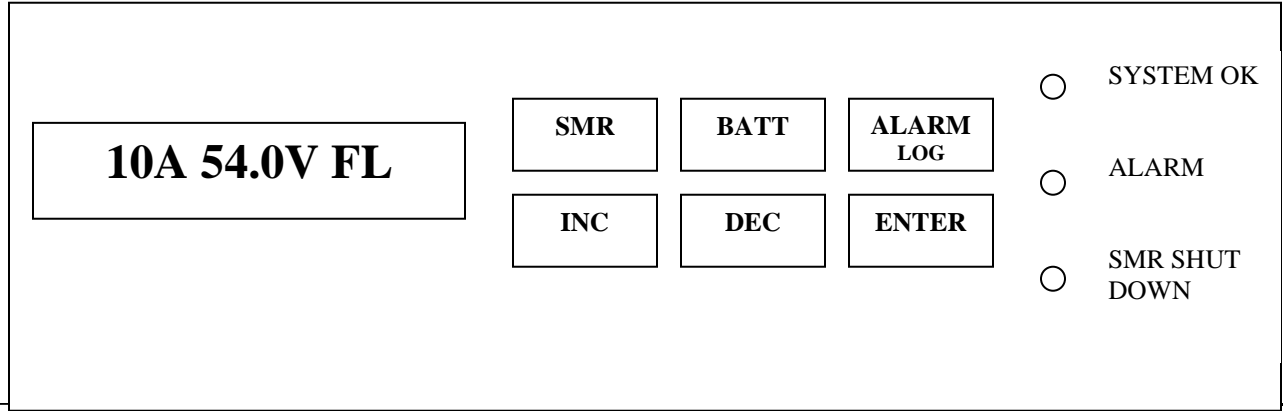 10A 54.0V FL
SMR
BATT
ALARM
LOG
INC
DEC
ENTER
SYSTEM OK
ALARM
SMR SHUT
DOWN